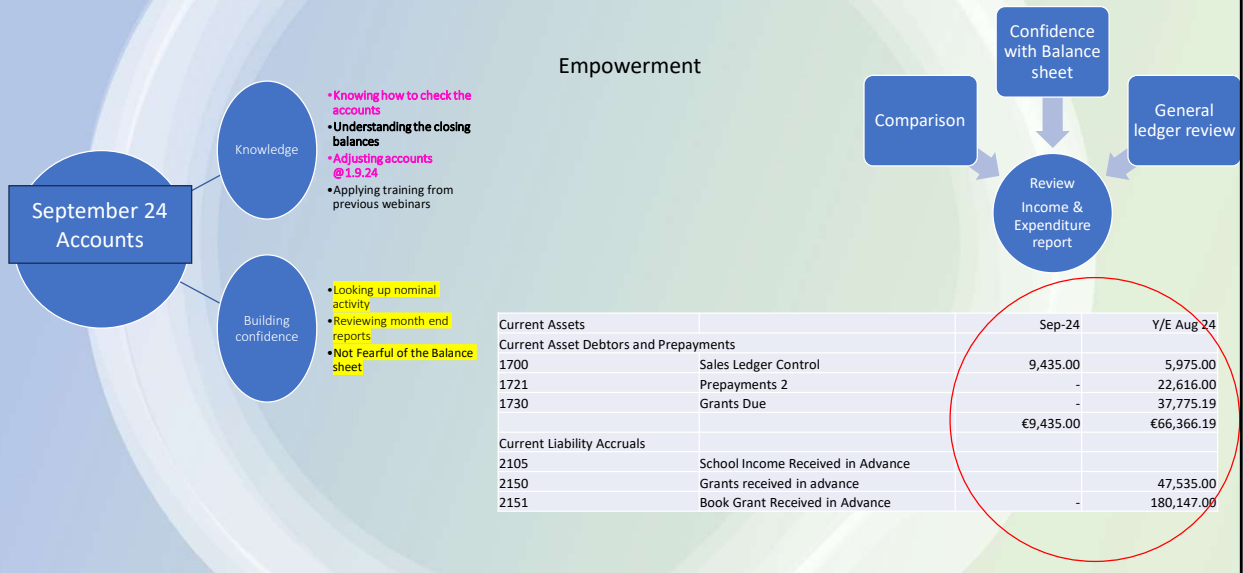 Empowerment
September 24
Accounts
Knowledge
•Knowing how to check the
accounts
•Understanding the closing
balances
•Adjusting accounts
@1.9.24
•Applying training from
previous webinars
Building
confidence
•Looking up nominal
activity
•Reviewing month end
reports
•Not Fearful of the Balance
sheet
Comparison
Confidence
with Balance
sheet
General
ledger review
Review
Income &
Expenditure
report
Current Assets Sep-24 Y/E Aug 24
Current Asset Debtors and Prepayments
1700 Sales Ledger Control 9,435.00 5,975.00
1721 Prepayments 2 - 22,616.00
1730 Grants Due - 37,775.19
€9,435.00 €66,366.19
Current Liability Accruals
2105 School Income Received in Advance
2150 Grants received in advance 47,535.00
2151 Book Grant Received in Advance - 180,147.00